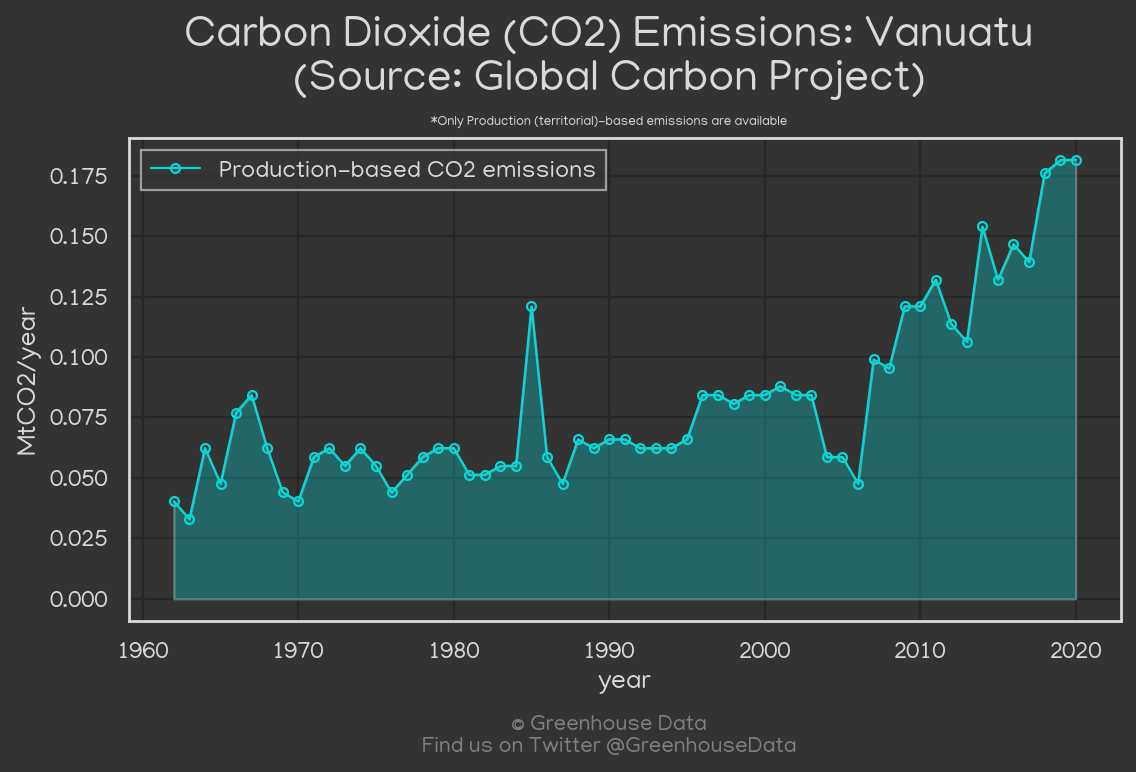 Carbon Dioxide (CO2) Emissions: Vanuatu
(Source: Global Carbon Project)
*Only Production (territorial)-based emissions are available
Production-based CO2 emissions
MtCO2/year
0.175
0.150
0.125
0.100
0.075
0.050
0.025
0.000
1960 1970 1980 1990 2000 2010 2020
year
© Greenhouse Data
Find us on Twitter @GreenhouseData